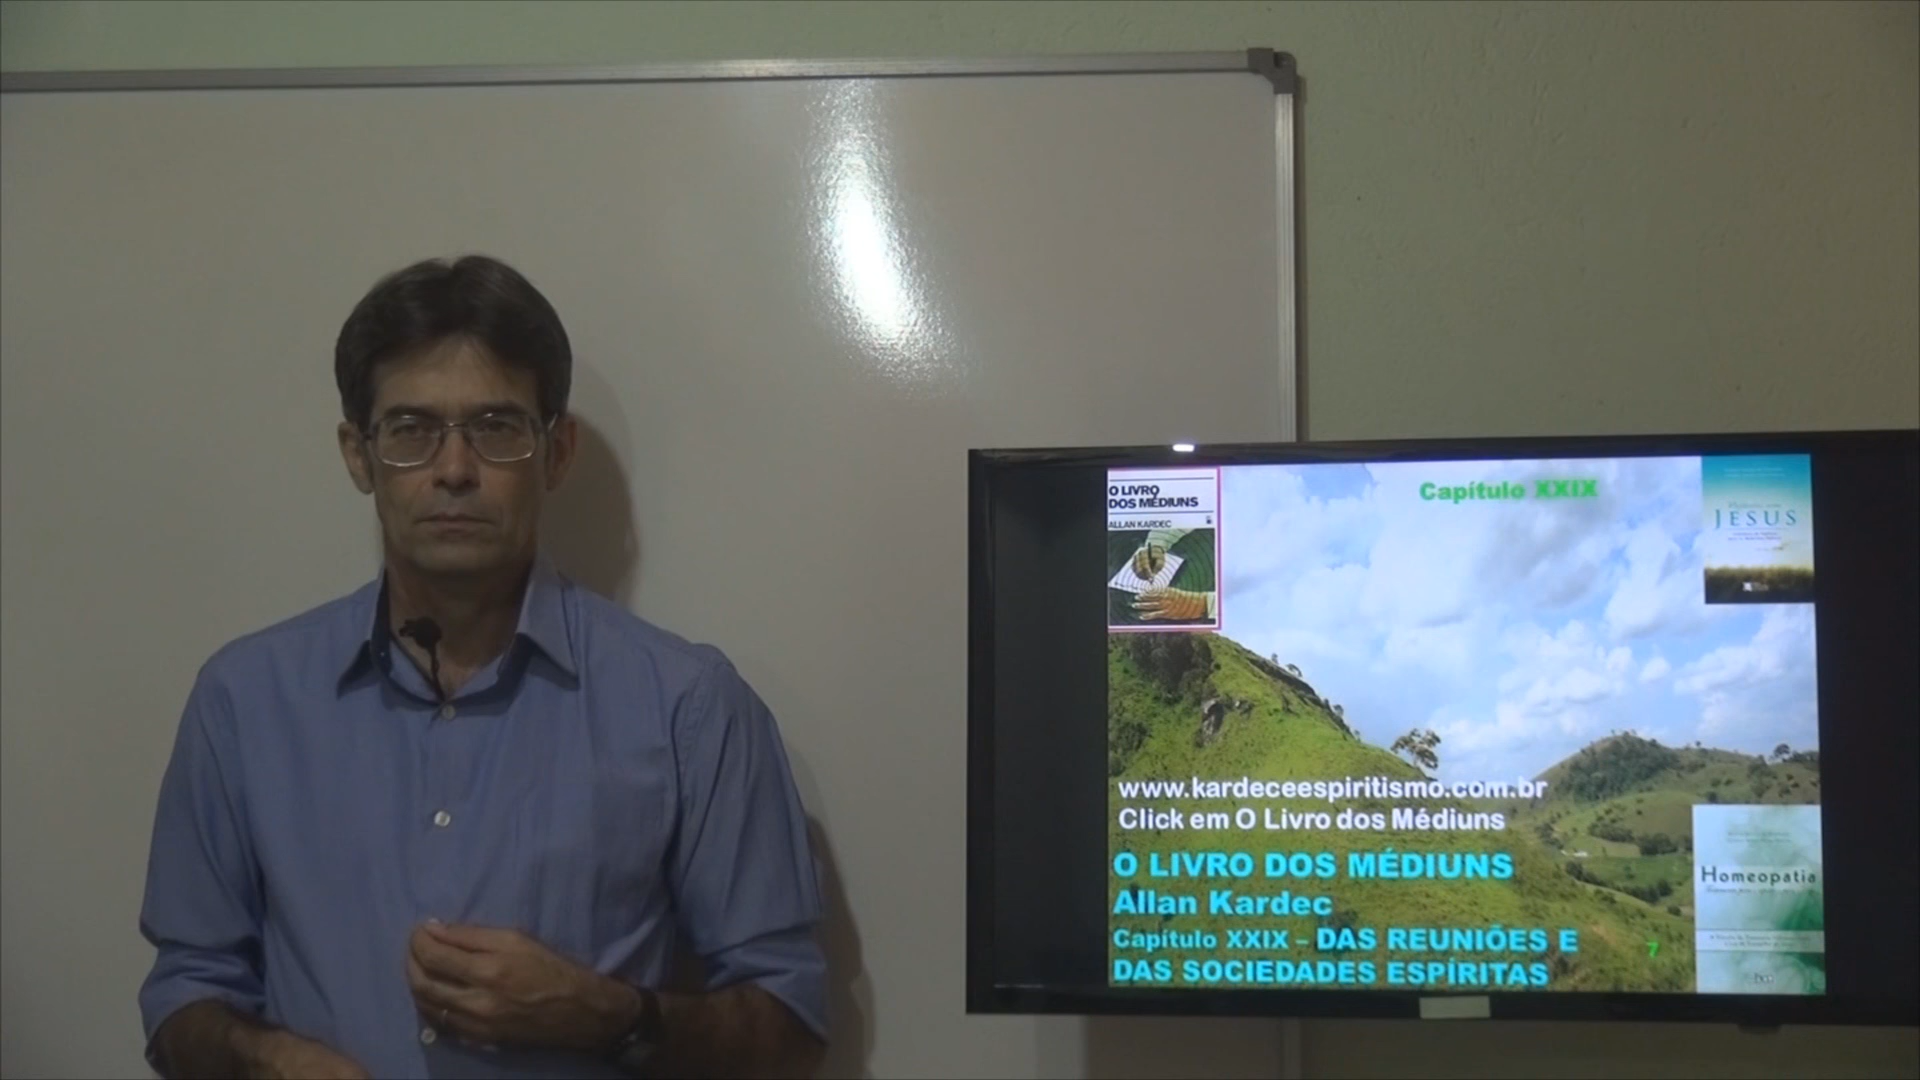 O LIVRO
DOS MÉDIUNS
ALLAN KARDEC
Capítulo XXIX
JESUS
www.kardeceespiritismo.com.br
Click em O Livro dos Médiuns
O LIVRO DOS MÉDIUNS
Allan Kardec
Capítulo XXIX – DAS REUNIÕES E
DAS SOCIEDADES ESPÍRITAS
7
Homeopatia